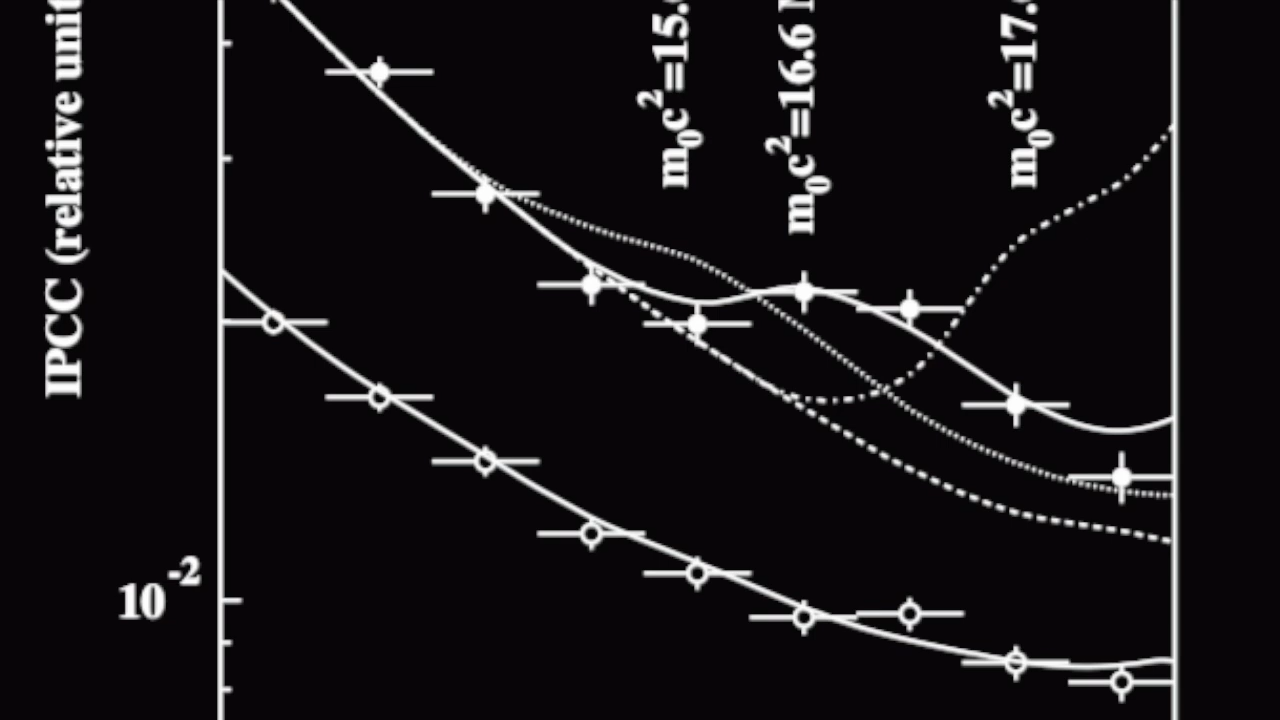 IPCC (relative unit
m₀c²=15.
m₀c²=16.6
m₀c²=17.
10⁻²